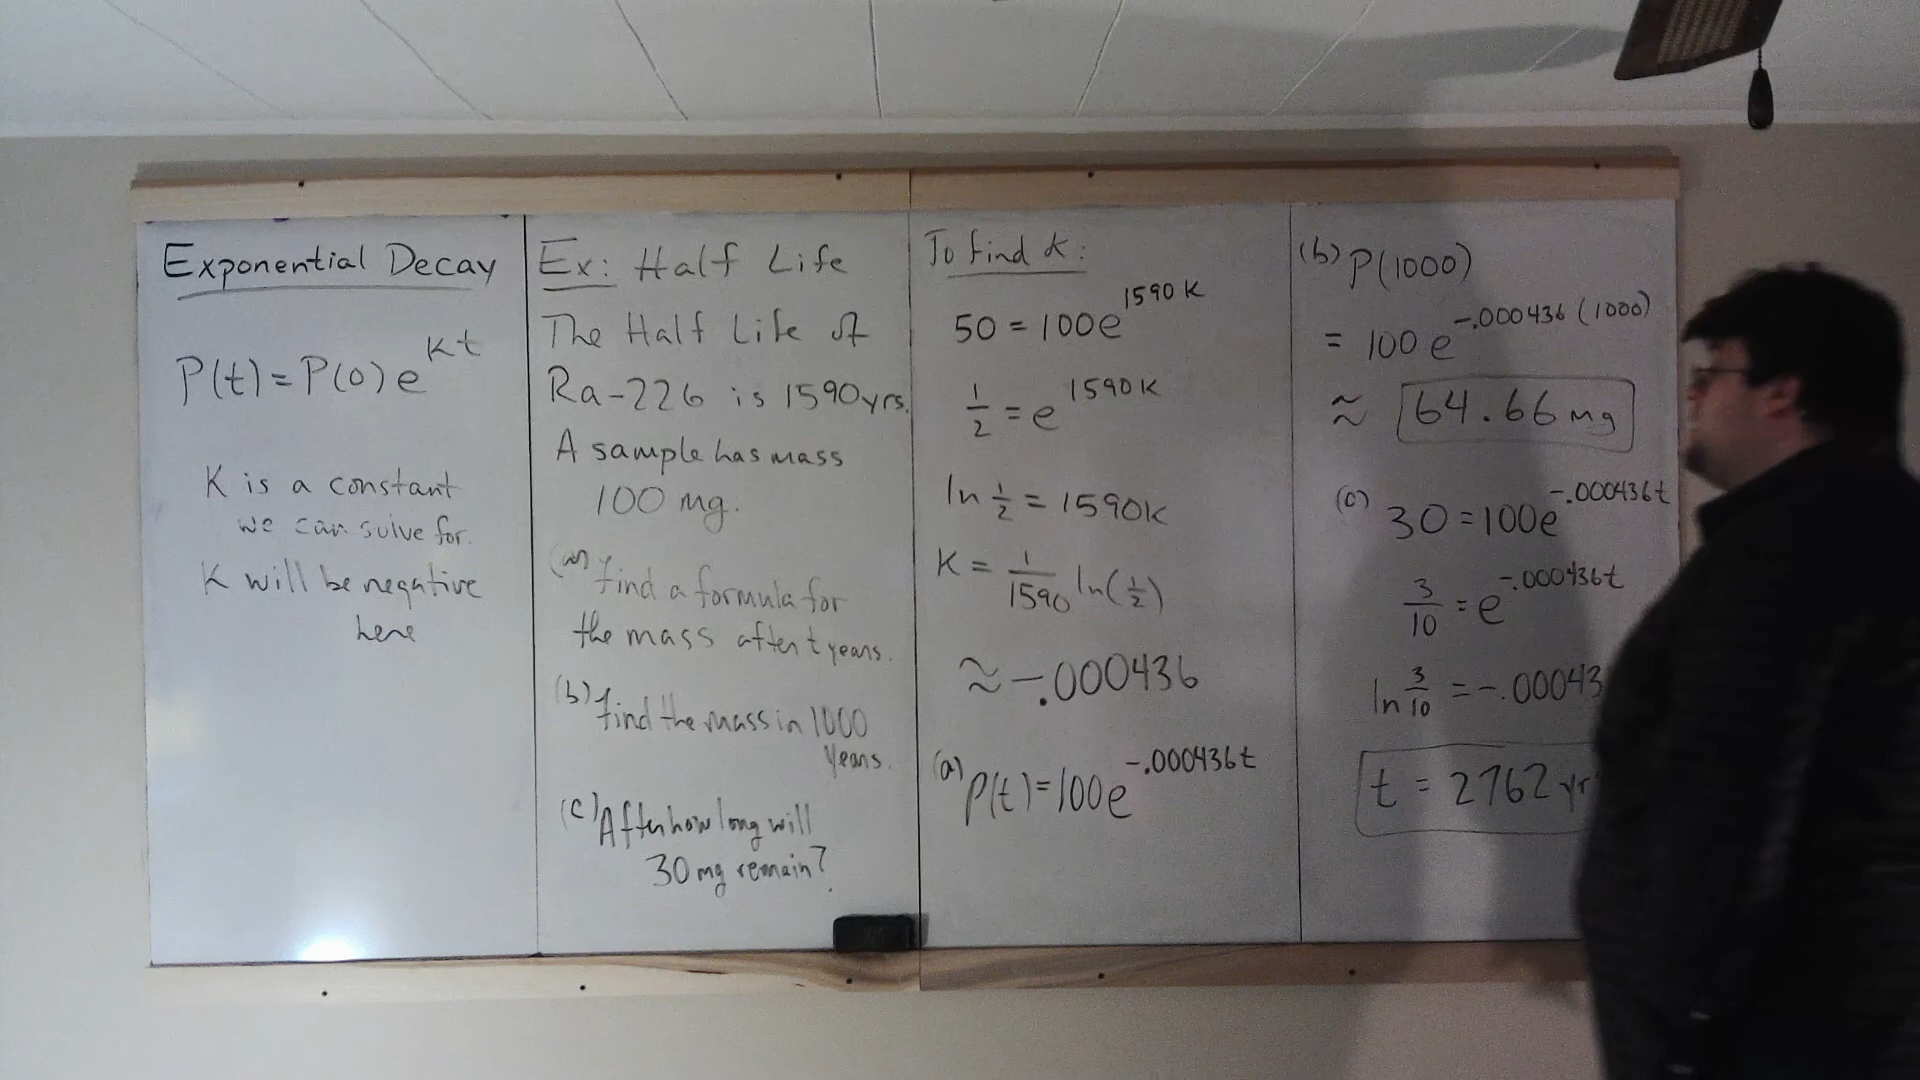 Exponential Decay
P(t) = P(0) e^{Kt}
K is a constant
we can solve for.
K will be negative
here
Ex: Half Life
The Half Life of
Ra-226 is 1590 yrs.
A sample has mass
100 mg.
(a) Find a formula for
the mass after t years.
(b) Find the mass in 1000
years.
(c) After how long will
30 mg remain?
To find K:
50 = 100e^{1590K}
1/2 = e^{1590K}
ln 1/2 = 1590K
K = 1/1590 ln(1/2)
≈ -.000436
(a) P(t) = 100e^{-.000436t}
(b) P(1000)
= 100 e^{-.000436(1000)}
≈ 64.66 mg
(c) 30 = 100e^{-.000436t}
3/10 = e^{-.000436t}
ln 3/10 = -.00043
t = 2762 yr